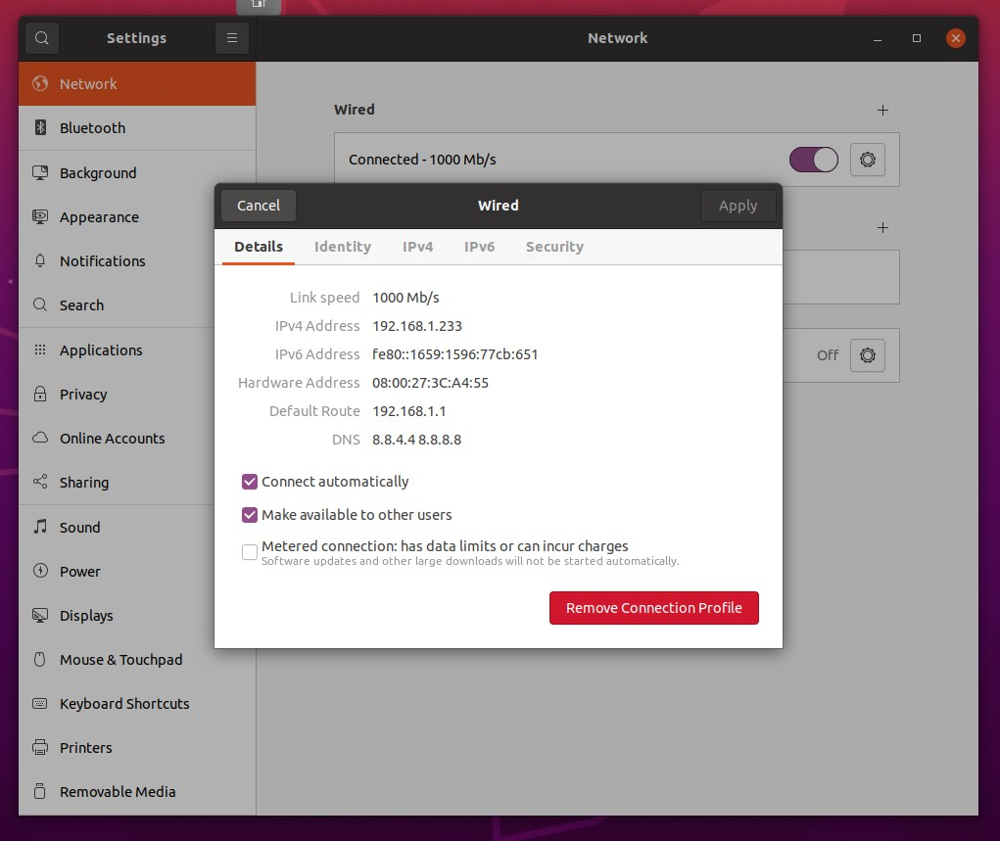 Settings
Network
Network
Bluetooth
Background
Appearance
Notifications
Search
Applications
Privacy
Online Accounts
Sharing
Sound
Power
Displays
Mouse & Touchpad
Keyboard Shortcuts
Printers
Removable Media
Wired
Connected - 1000 Mb/s
Off
Cancel
Wired
Apply
Details Identity IPv4 IPv6 Security
Link speed 1000 Mb/s
IPv4 Address 192.168.1.233
IPv6 Address fe80::1659:1596:77cb:651
Hardware Address 08:00:27:3C:A4:55
Default Route 192.168.1.1
DNS 8.8.4.4 8.8.8.8
Connect automatically
Make available to other users
Metered connection: has data limits or can incur charges
Software updates and other large downloads will not be started automatically.
Remove Connection Profile